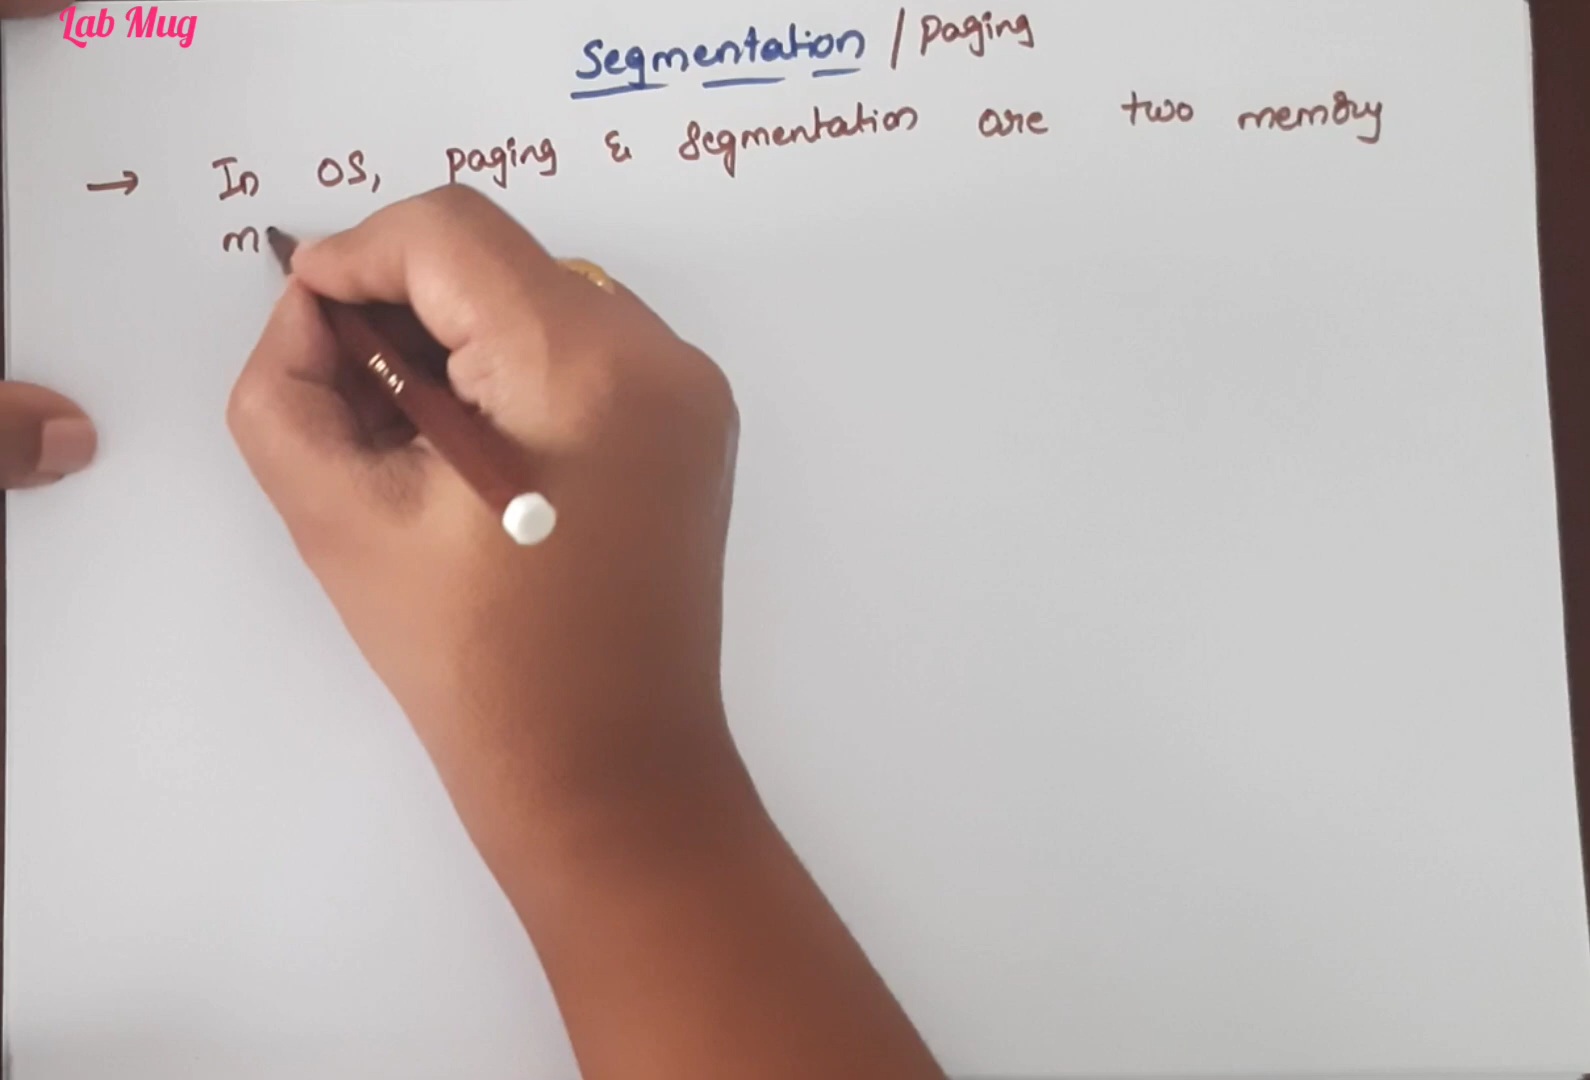 Lab Mug
Segmentation / Paging
→ In OS, paging & segmentation are two memory
m